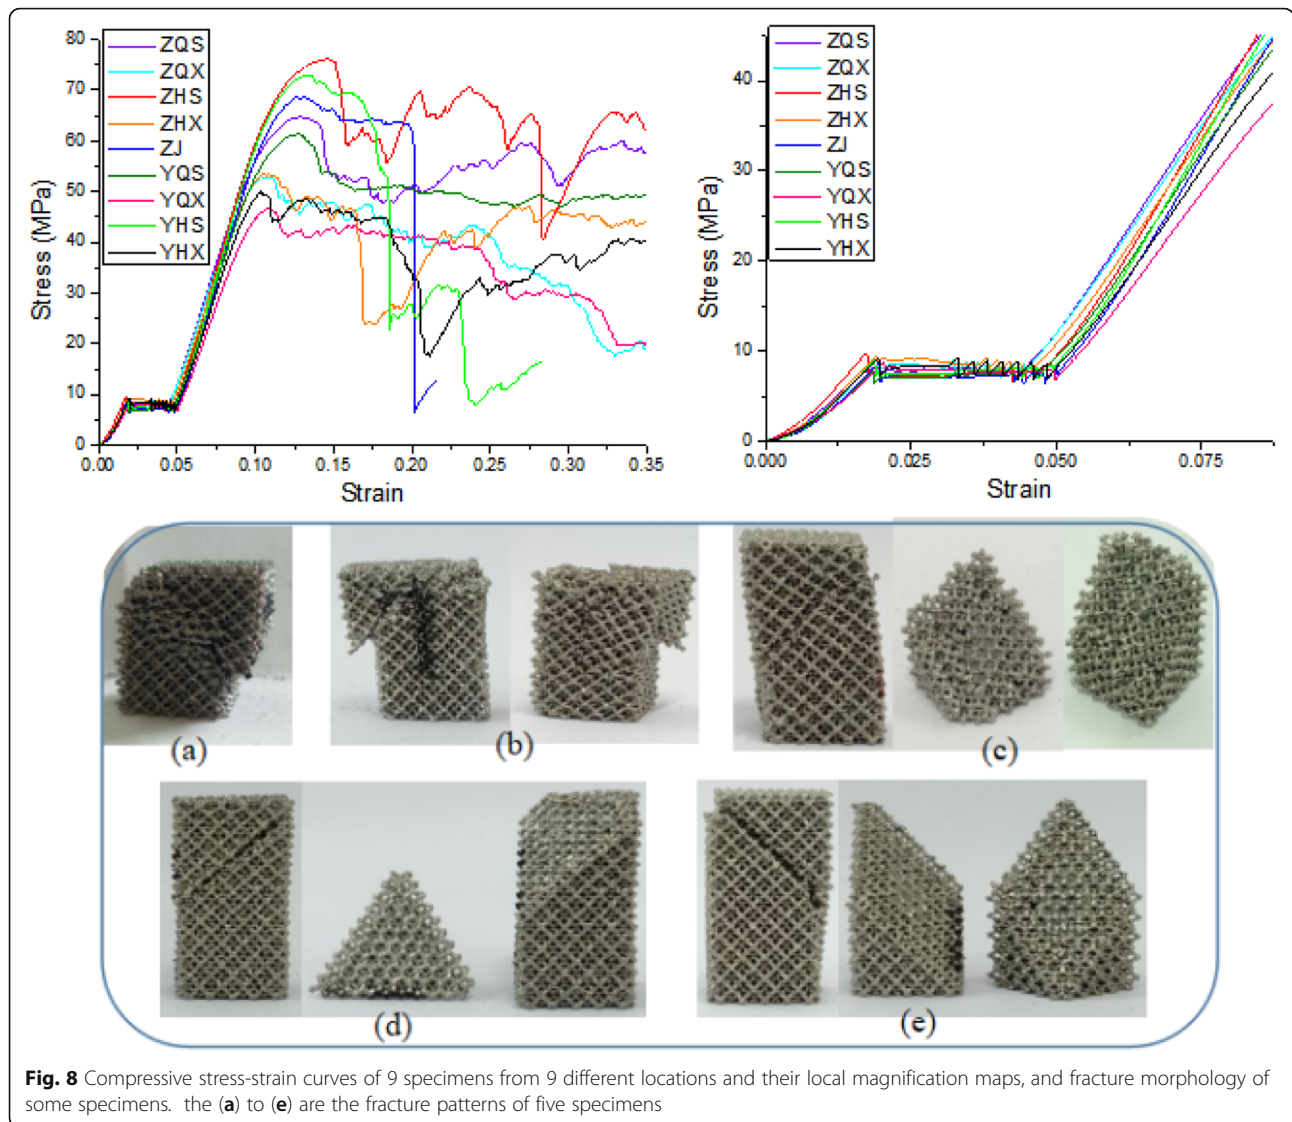 80
70
60
50
40
30
20
10
0
Stress (MPa)
ZQS
ZQX
ZHS
ZHX
ZJ
YQS
YQX
YHS
YHX
0.00 0.05 0.10 0.15 0.20 0.25 0.30 0.35
Strain
40
30
20
10
0
Stress (MPa)
ZQS
ZQX
ZHS
ZHX
ZJ
YQS
YQX
YHS
YHX
0.000 0.025 0.050 0.075
Strain
(a)
(b)
(c)
(d)
(e)
Fig. 8 Compressive stress-strain curves of 9 specimens from 9 different locations and their local magnification maps, and fracture morphology of
some specimens. the (a) to (e) are the fracture patterns of five specimens